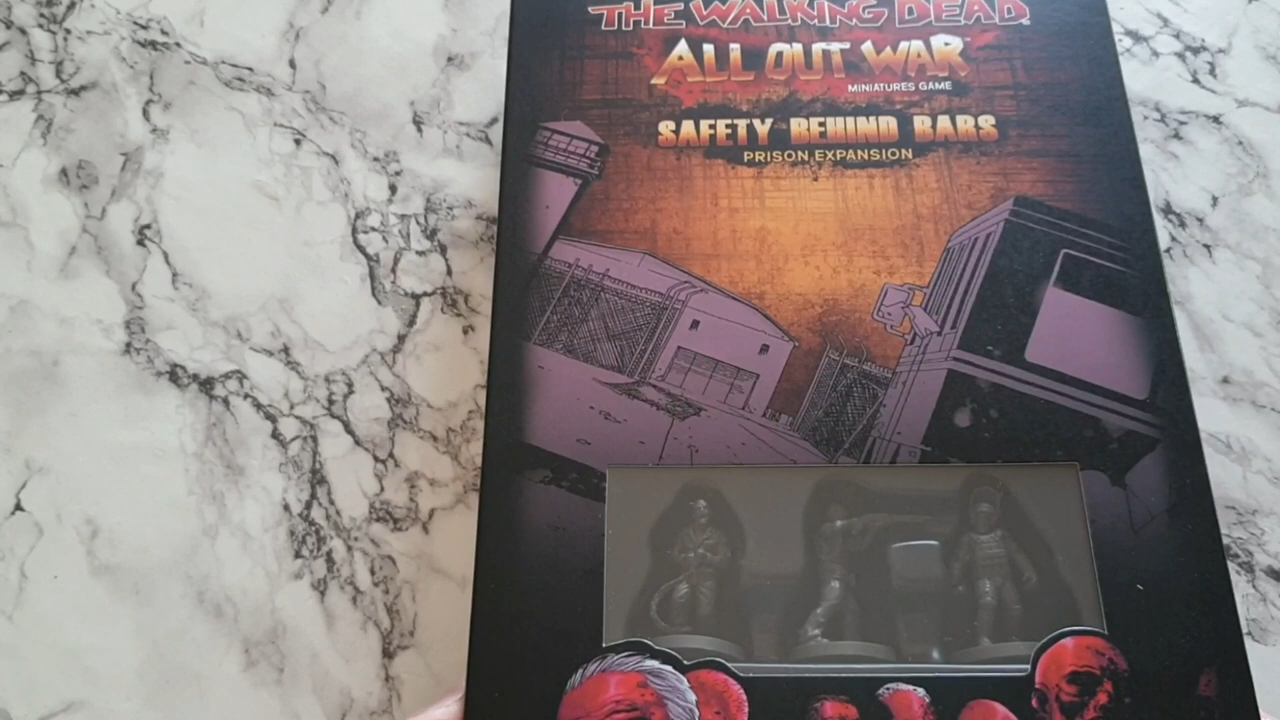 THE WALKING DEAD
ALL OUT WAR
MINIATURES GAME
SAFETY BEHIND BARS
PRISON EXPANSION